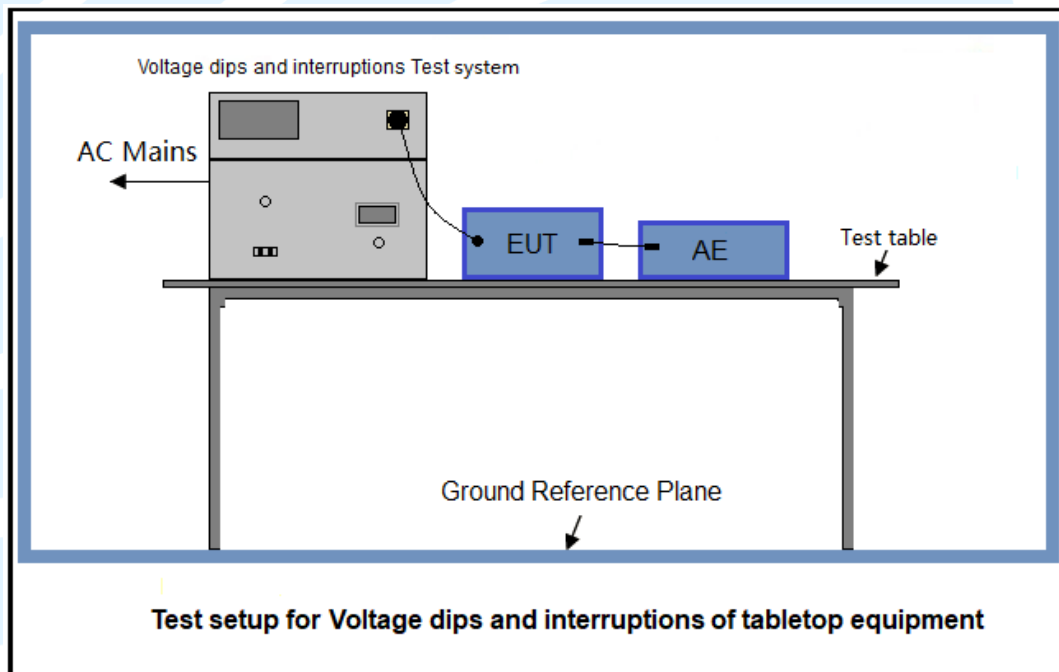 Voltage dips and interruptions Test system
AC Mains
EUT
AE
Test table
Ground Reference Plane
Test setup for Voltage dips and interruptions of tabletop equipment